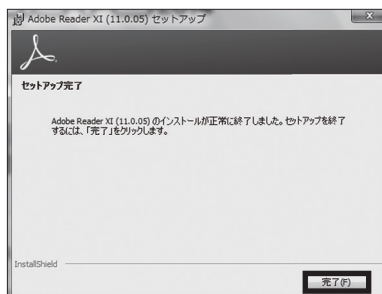 Adobe Reader XI (11.0.05) セットアップ
セットアップ完了
Adobe Reader XI (11.0.05) のインストールが正常に終了しました。セットアップを終了
するには、「完了」をクリックします。
InstallShield
完了(F)